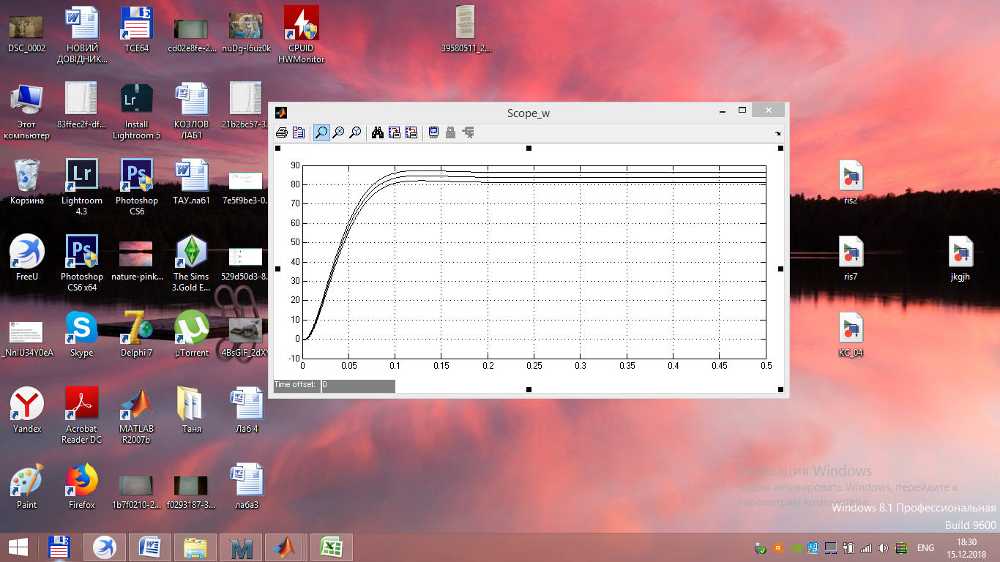 DSC_0002
НОВИЙ
ДОВІДНИК...
TCE64
cd02e8fe-2...
nuDg-l6uz0k
CPUID
HWMonitor
39580511_2...
Этот
компьютер
83ffec2f-df...
Install
Lightroom 5
Lr
КОЗЛОВ
ЛАБ1
21b26c57-3...
Корзина
Lr
Lightroom
4.3
Ps
Photoshop
CS6
ТАУ.лаб1
7e5f9be3-0...
FreeU
Ps
Photoshop
CS6 x64
nature-pink...
The Sims
3.Gold E...
529d50d3-8...
_NnIU34Y0eA
Skype
Delphi 7
µTorrent
4BsGIF_2dXY
Yandex
Acrobat
Reader DC
MATLAB
R2007b
Таня
Лаб 4
Paint
Firefox
1b7f0210-2...
f0293187-3...
лаба3
Scope_w
90
80
70
60
50
40
30
20
10
0
-10
0 0.05 0.1 0.15 0.2 0.25 0.3 0.35 0.4 0.45 0.5
Time offset: 0
ris2
ris7
jkgjh
KC_04
Активация Windows
Чтобы активировать Windows, перейдите к
параметрам компьютера.
Windows 8.1 Профессиональная
Build 9600
ENG
18:30
15.12.2018